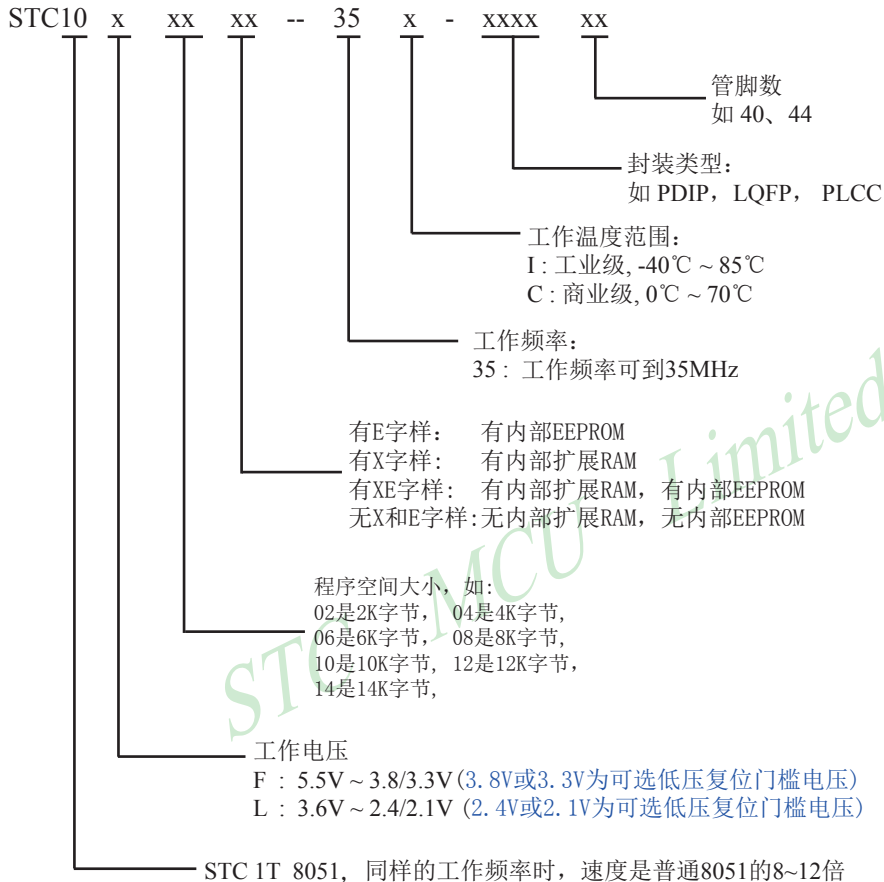 STC10 x xx xx -- 35 x - xxxx xx
管脚数
如 40、44
封装类型：
如 PDIP，LQFP， PLCC
工作温度范围：
I : 工业级, -40℃ ~ 85℃
C : 商业级, 0℃ ~ 70℃
工作频率：
35 : 工作频率可到35MHz
有E字样： 有内部EEPROM
有X字样： 有内部扩展RAM
有XE字样： 有内部扩展RAM，有内部EEPROM
无X和E字样:无内部扩展RAM，无内部EEPROM
程序空间大小，如:
02是2K字节， 04是4K字节,
06是6K字节， 08是8K字节,
10是10K字节, 12是12K字节，
14是14K字节,
工作电压
F : 5.5V ~ 3.8/3.3V(3.8V或3.3V为可选低压复位门槛电压)
L : 3.6V ~ 2.4/2.1V (2.4V或2.1V为可选低压复位门槛电压)
STC 1T 8051, 同样的工作频率时，速度是普通8051的8~12倍
STC MCU Limited